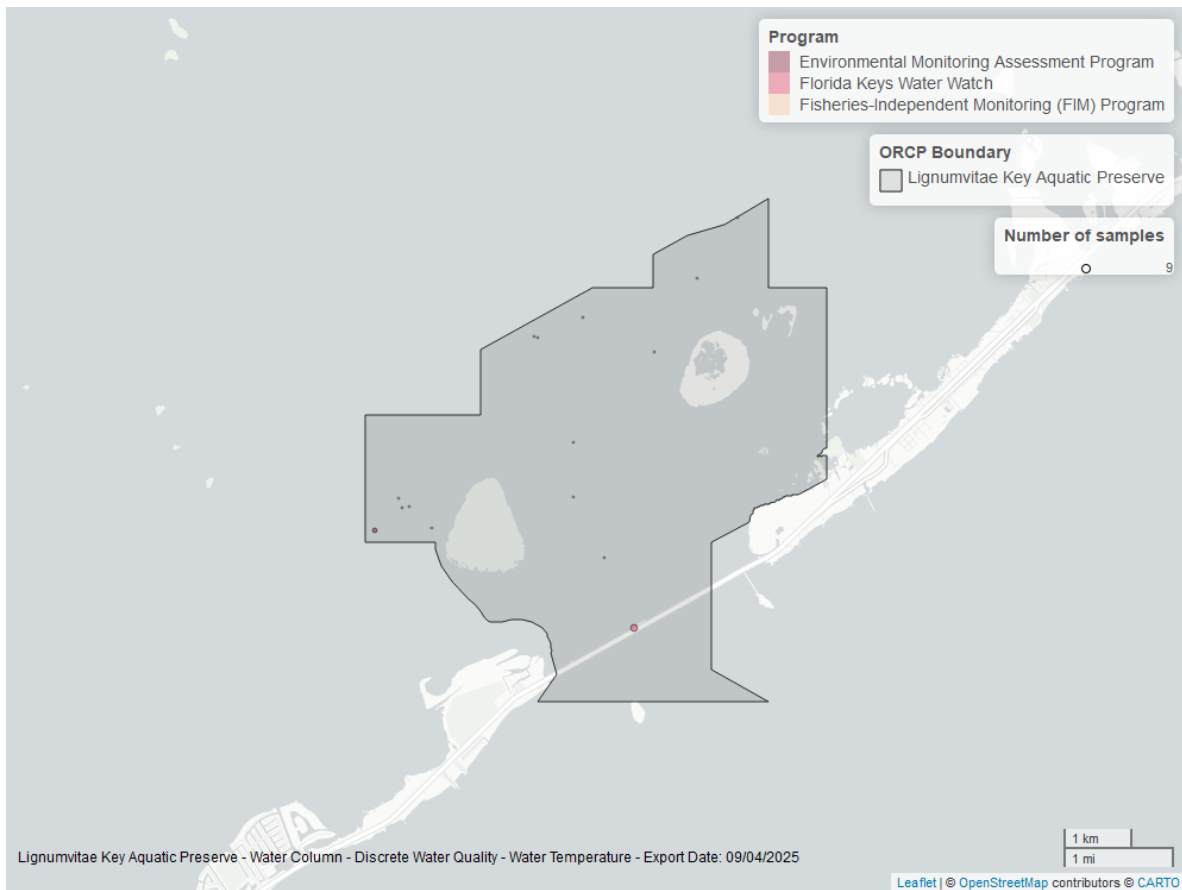 Program
Environmental Monitoring Assessment Program
Florida Keys Water Watch
Fisheries-Independent Monitoring (FIM) Program
ORCP Boundary
Lignumvitae Key Aquatic Preserve
Number of samples
9
1 km
1 mi
Lignumvitae Key Aquatic Preserve - Water Column - Discrete Water Quality - Water Temperature - Export Date: 09/04/2025
Leaflet | © OpenStreetMap contributors © CARTO